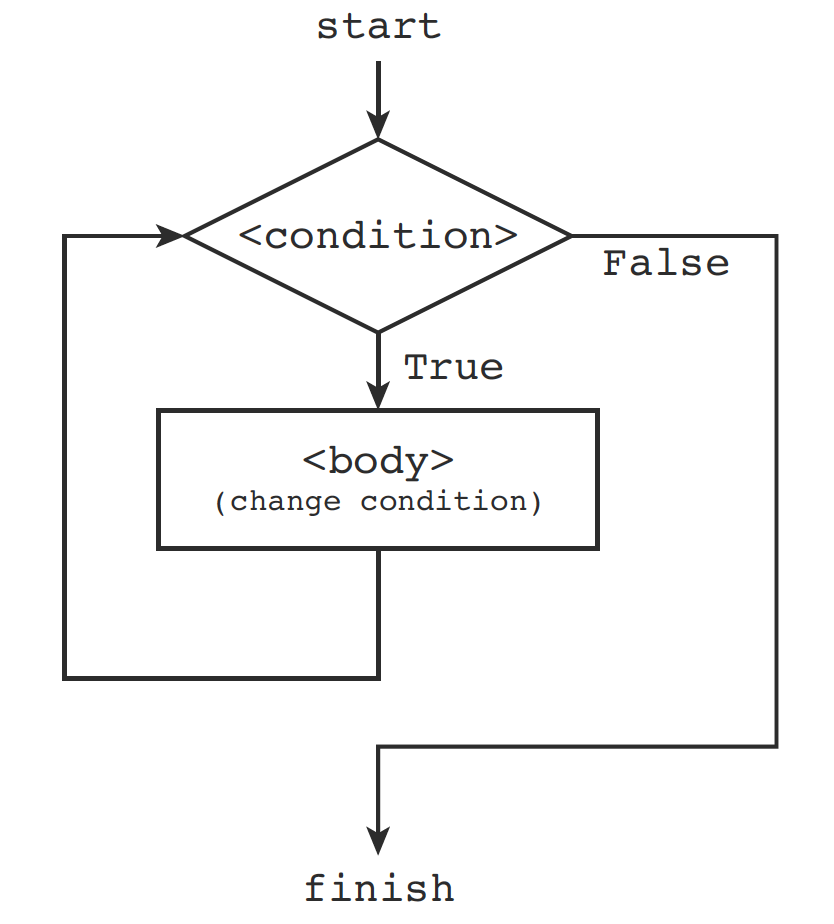 start
<condition>
False
True
<body>
(change condition)
finish